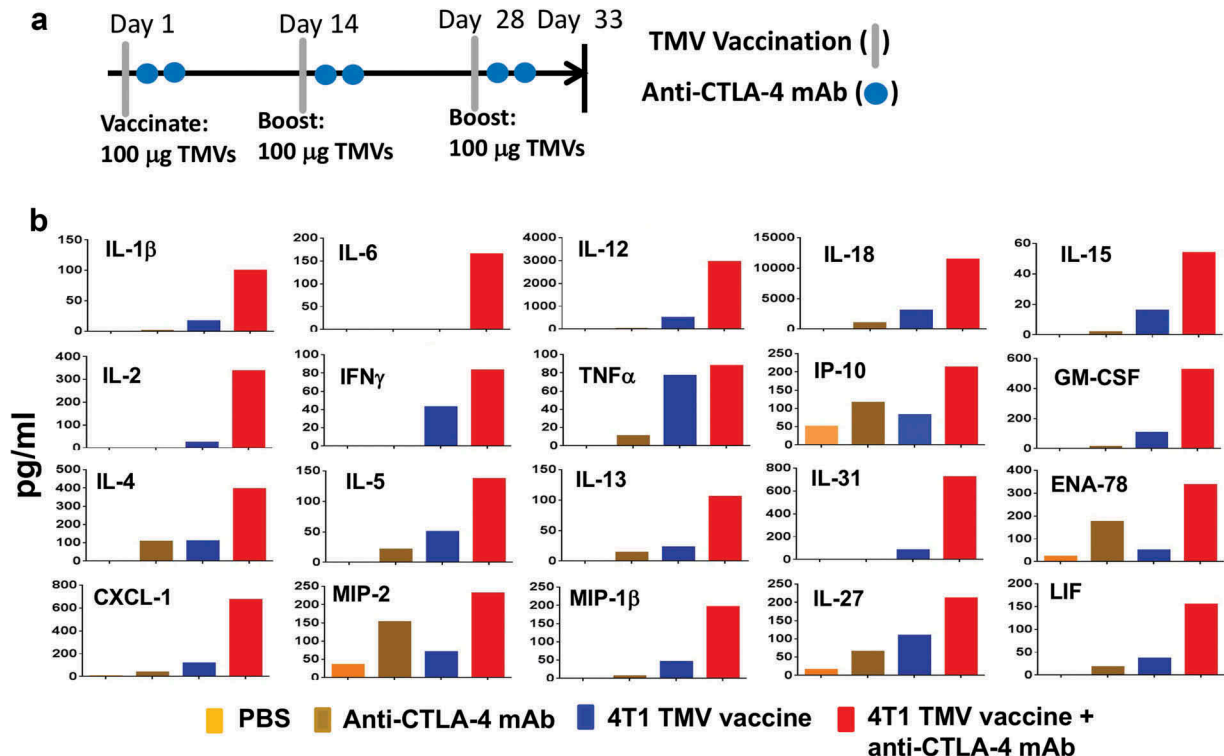 a
Day 1
Day 14
Day 28
Day 33
TMV Vaccination ( )
Anti-CTLA-4 mAb ( )
Vaccinate:
100 µg TMVs
Boost:
100 µg TMVs
Boost:
100 µg TMVs
b
pg/ml
IL-1β
150
100
50
0
IL-6
200
150
100
50
0
IL-12
4000
3000
2000
1000
0
IL-18
15000
10000
5000
0
IL-15
60
40
20
0
IL-2
400
300
200
100
0
IFNγ
100
80
60
40
20
0
TNFα
100
80
60
40
20
0
IP-10
250
200
150
100
50
0
GM-CSF
600
400
200
0
IL-4
500
400
300
200
100
0
IL-5
150
100
50
0
IL-13
150
100
50
0
IL-31
800
600
400
200
0
ENA-78
400
300
200
100
0
CXCL-1
800
600
400
200
0
MIP-2
250
200
150
100
50
0
MIP-1β
250
200
150
100
50
0
IL-27
250
200
150
100
50
0
LIF
200
150
100
50
0
PBS
Anti-CTLA-4 mAb
4T1 TMV vaccine
4T1 TMV vaccine +
anti-CTLA-4 mAb